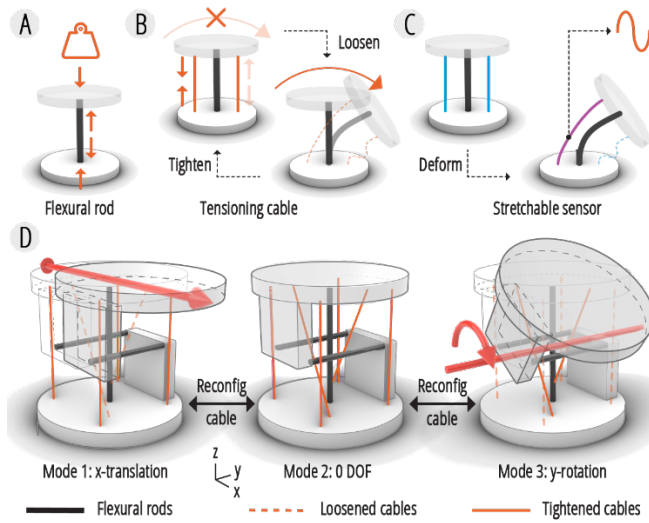 A
B
C
Loosen
Tighten
Deform
Flexural rod
Tensioning cable
Stretchable sensor
D
Reconfig
cable
Reconfig
cable
Mode 1: x-translation
z
y
x
Mode 2: 0 DOF
Mode 3: y-rotation
Flexural rods
Loosened cables
Tightened cables